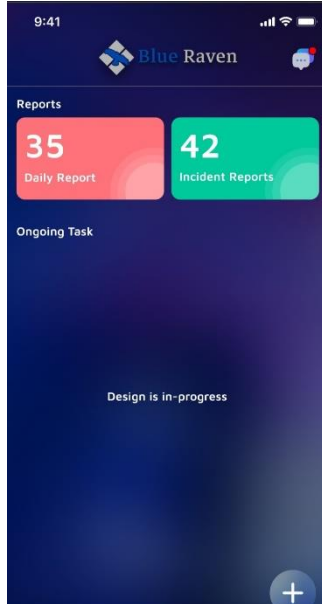 9:41
Blue Raven
Reports
35
Daily Report
42
Incident Reports
Ongoing Task
Design is in-progress
+